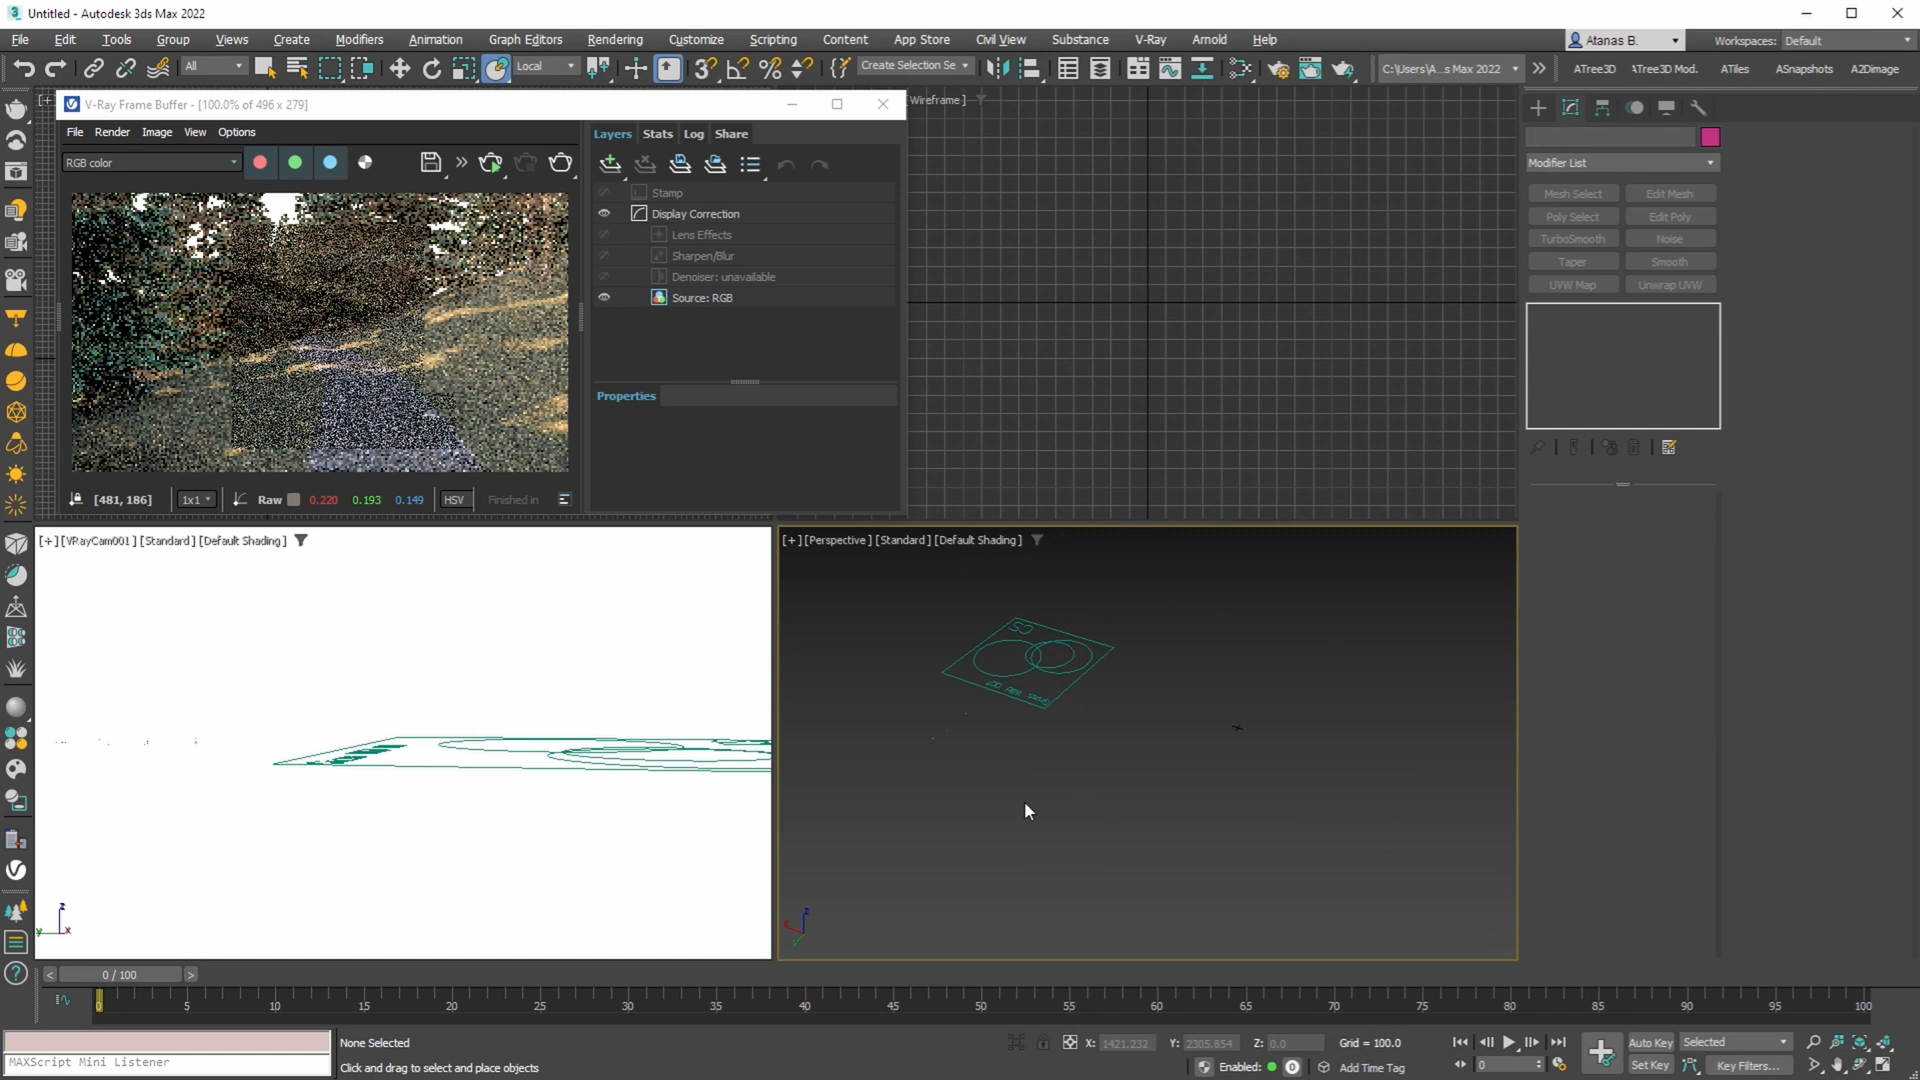 Untitled - Autodesk 3ds Max 2022
File Edit Tools Group Views Create Modifiers Animation Graph Editors Rendering Customize Scripting Content App Store Civil View Substance V-Ray Arnold Help
Atanas B.
Workspaces: Default
All
Local
Create Selection Se
C:\Users\A...s Max 2022
ATree3D
ATiles
ASnapshots
A2Dimage
V-Ray Frame Buffer - [100.0% of 496 x 279]
File Render Image View Options
RGB color
Layers Stats Log Share
Stamp
Display Correction
Lens Effects
Sharpen/Blur
Denoiser: unavailable
Source: RGB
Properties
[481, 186]
1x1
Raw 0.220 0.193 0.149
HSV
Finished in
Wireframe ]
Modifier List
Mesh Select Edit Mesh
Poly Select Edit Poly
TurboSmooth Noise
Taper Smooth
UVW Map Unwrap UVW
[+] [VRayCam001 ] [Standard ] [Default Shading ]
[+] [Perspective ] [Standard ] [Default Shading ]
z
y x
z
x
y
< 0 / 100 >
0 5 10 15 20 25 30 35 40 45 50 55 60 65 70 75 80 85 90 95 100
MAXScript Mini Listener
None Selected
Click and drag to select and place objects
X: 1421.232 Y: 2305.854 Z: 0.0 Grid = 100.0
Enabled: 0 Add Time Tag
0
Auto Key Selected
Set Key Key Filters...